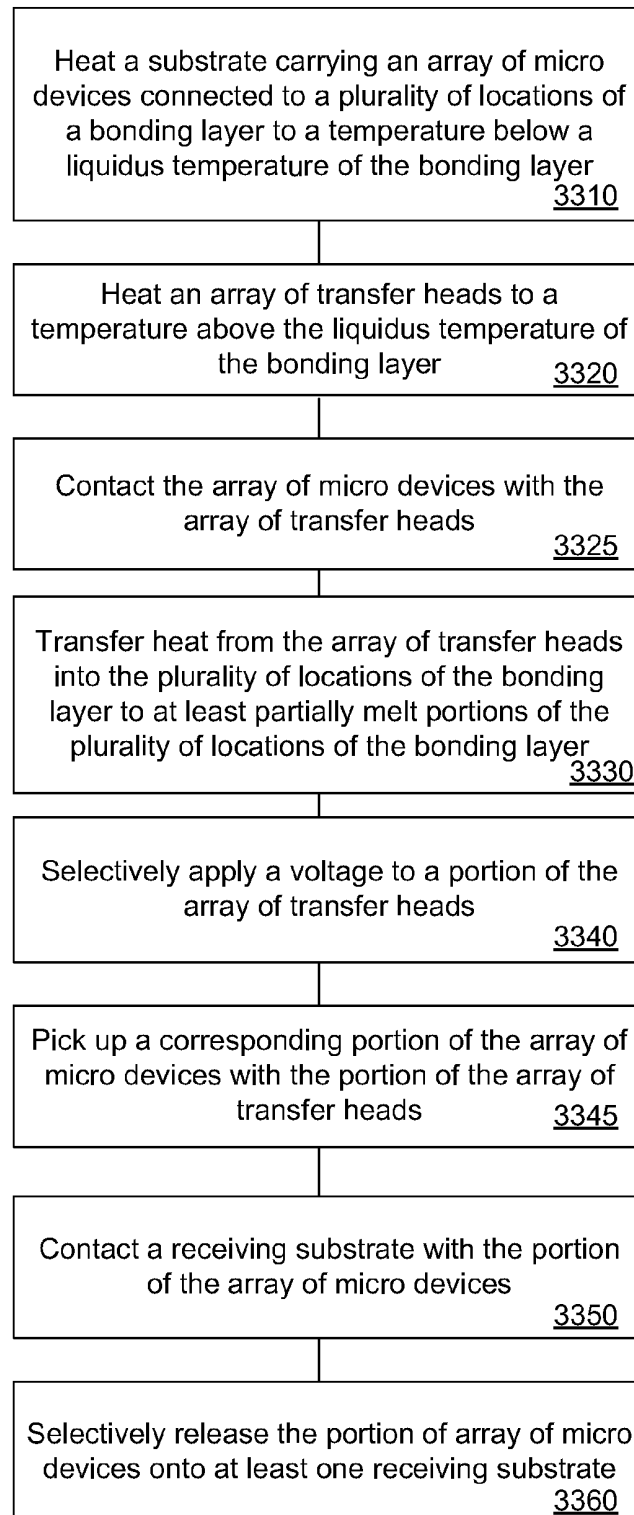 Heat a substrate carrying an array of micro
devices connected to a plurality of locations of
a bonding layer to a temperature below a
liquidus temperature of the bonding layer
3310
Heat an array of transfer heads to a
temperature above the liquidus temperature of
the bonding layer
3320
Contact the array of micro devices with the
array of transfer heads
3325
Transfer heat from the array of transfer heads
into the plurality of locations of the bonding
layer to at least partially melt portions of the
plurality of locations of the bonding layer
3330
Selectively apply a voltage to a portion of the
array of transfer heads
3340
Pick up a corresponding portion of the array of
micro devices with the portion of the array of
transfer heads
3345
Contact a receiving substrate with the portion
of the array of micro devices
3350
Selectively release the portion of array of micro
devices onto at least one receiving substrate
3360